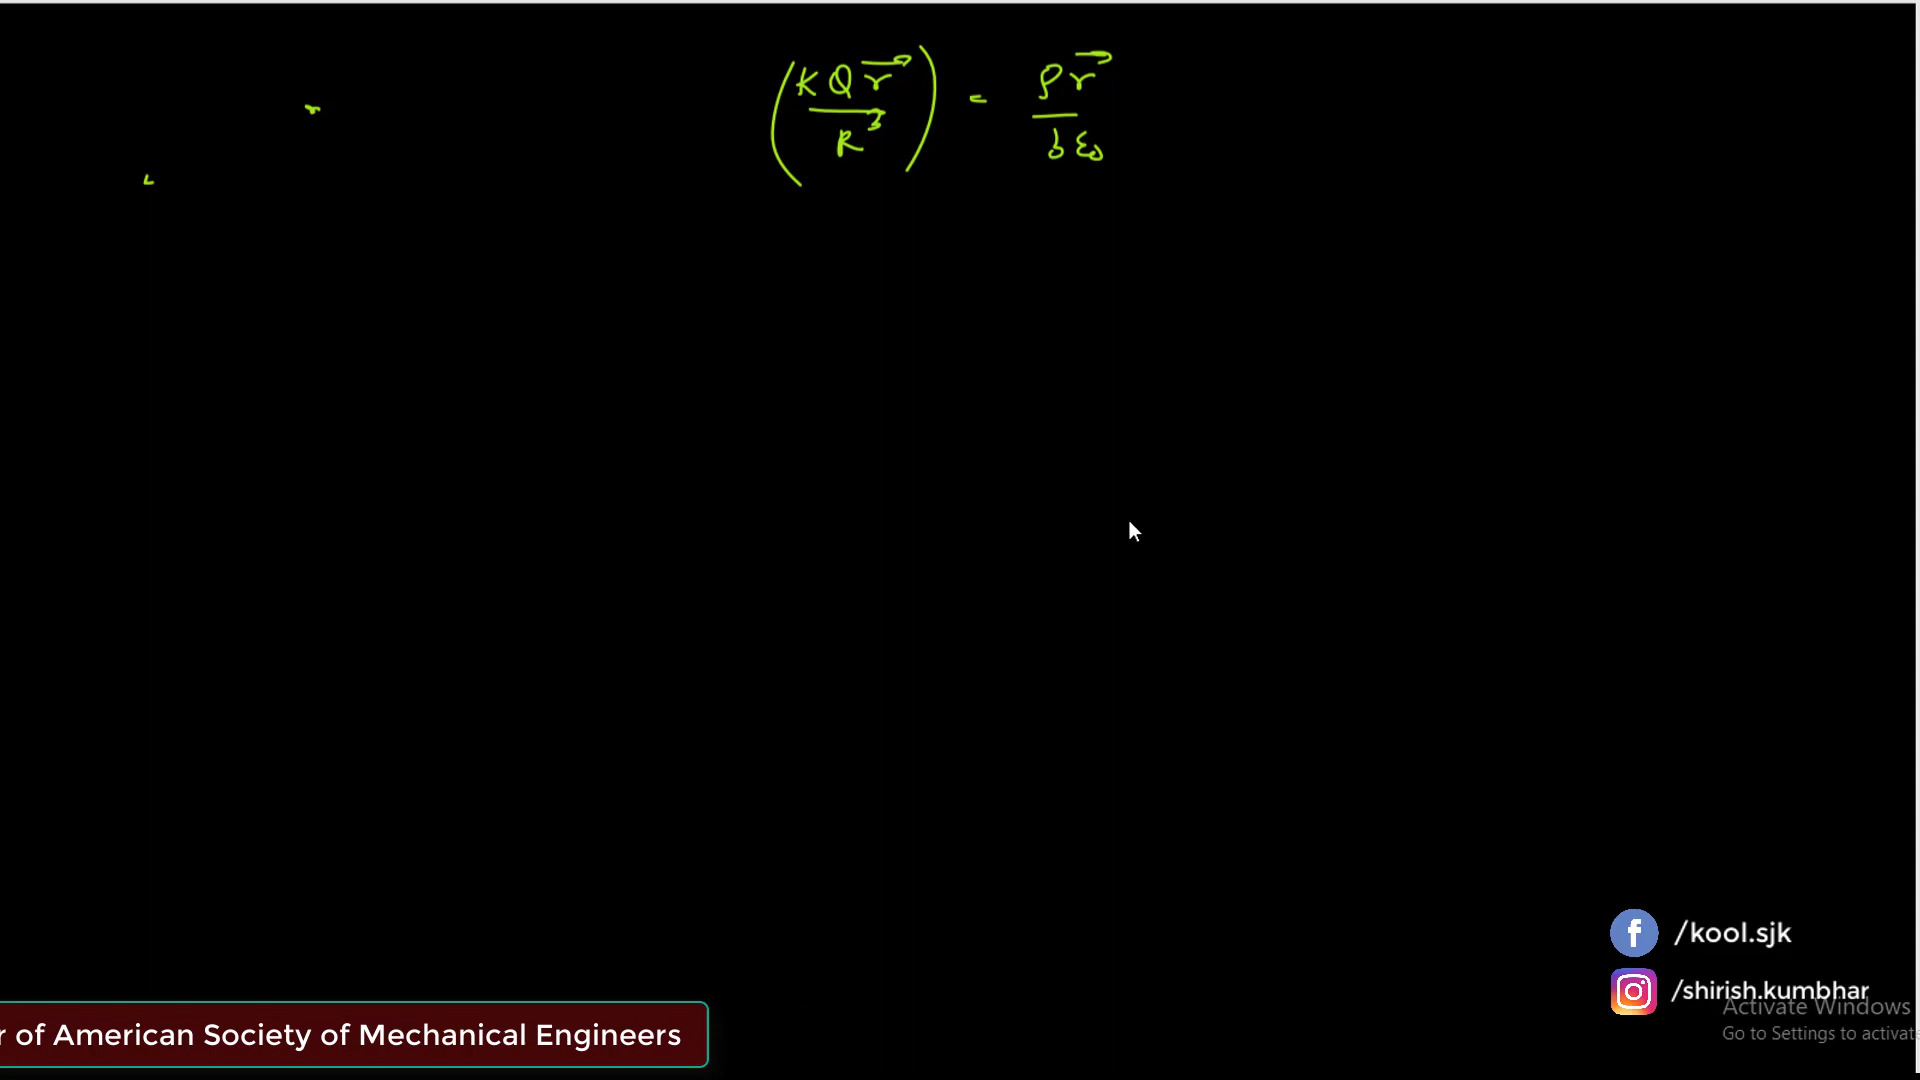 (KQr⃗ / R³) = ρr⃗ / 3ε₀
/kool.sjk
/shirish.kumbhar
Activate Windows
Go to Settings to activat
r of American Society of Mechanical Engineers